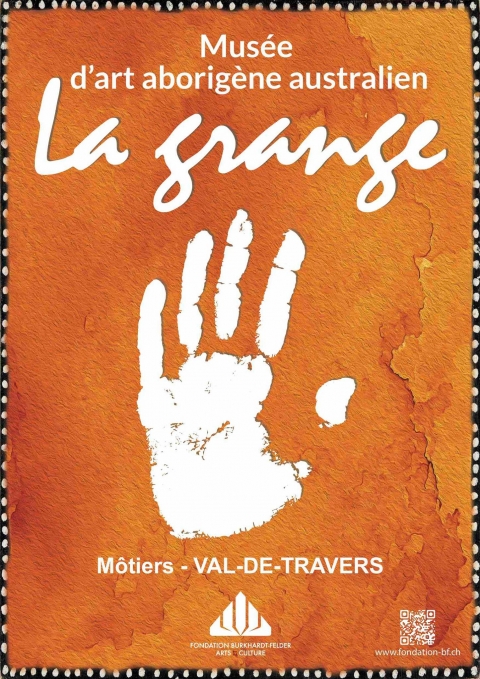 Musée
d'art aborigène australien
La grange
Môtiers - VAL-DE-TRAVERS
FONDATION BURKHARDT-FELDER
ARTS & CULTURE
www.fondation-bf.ch